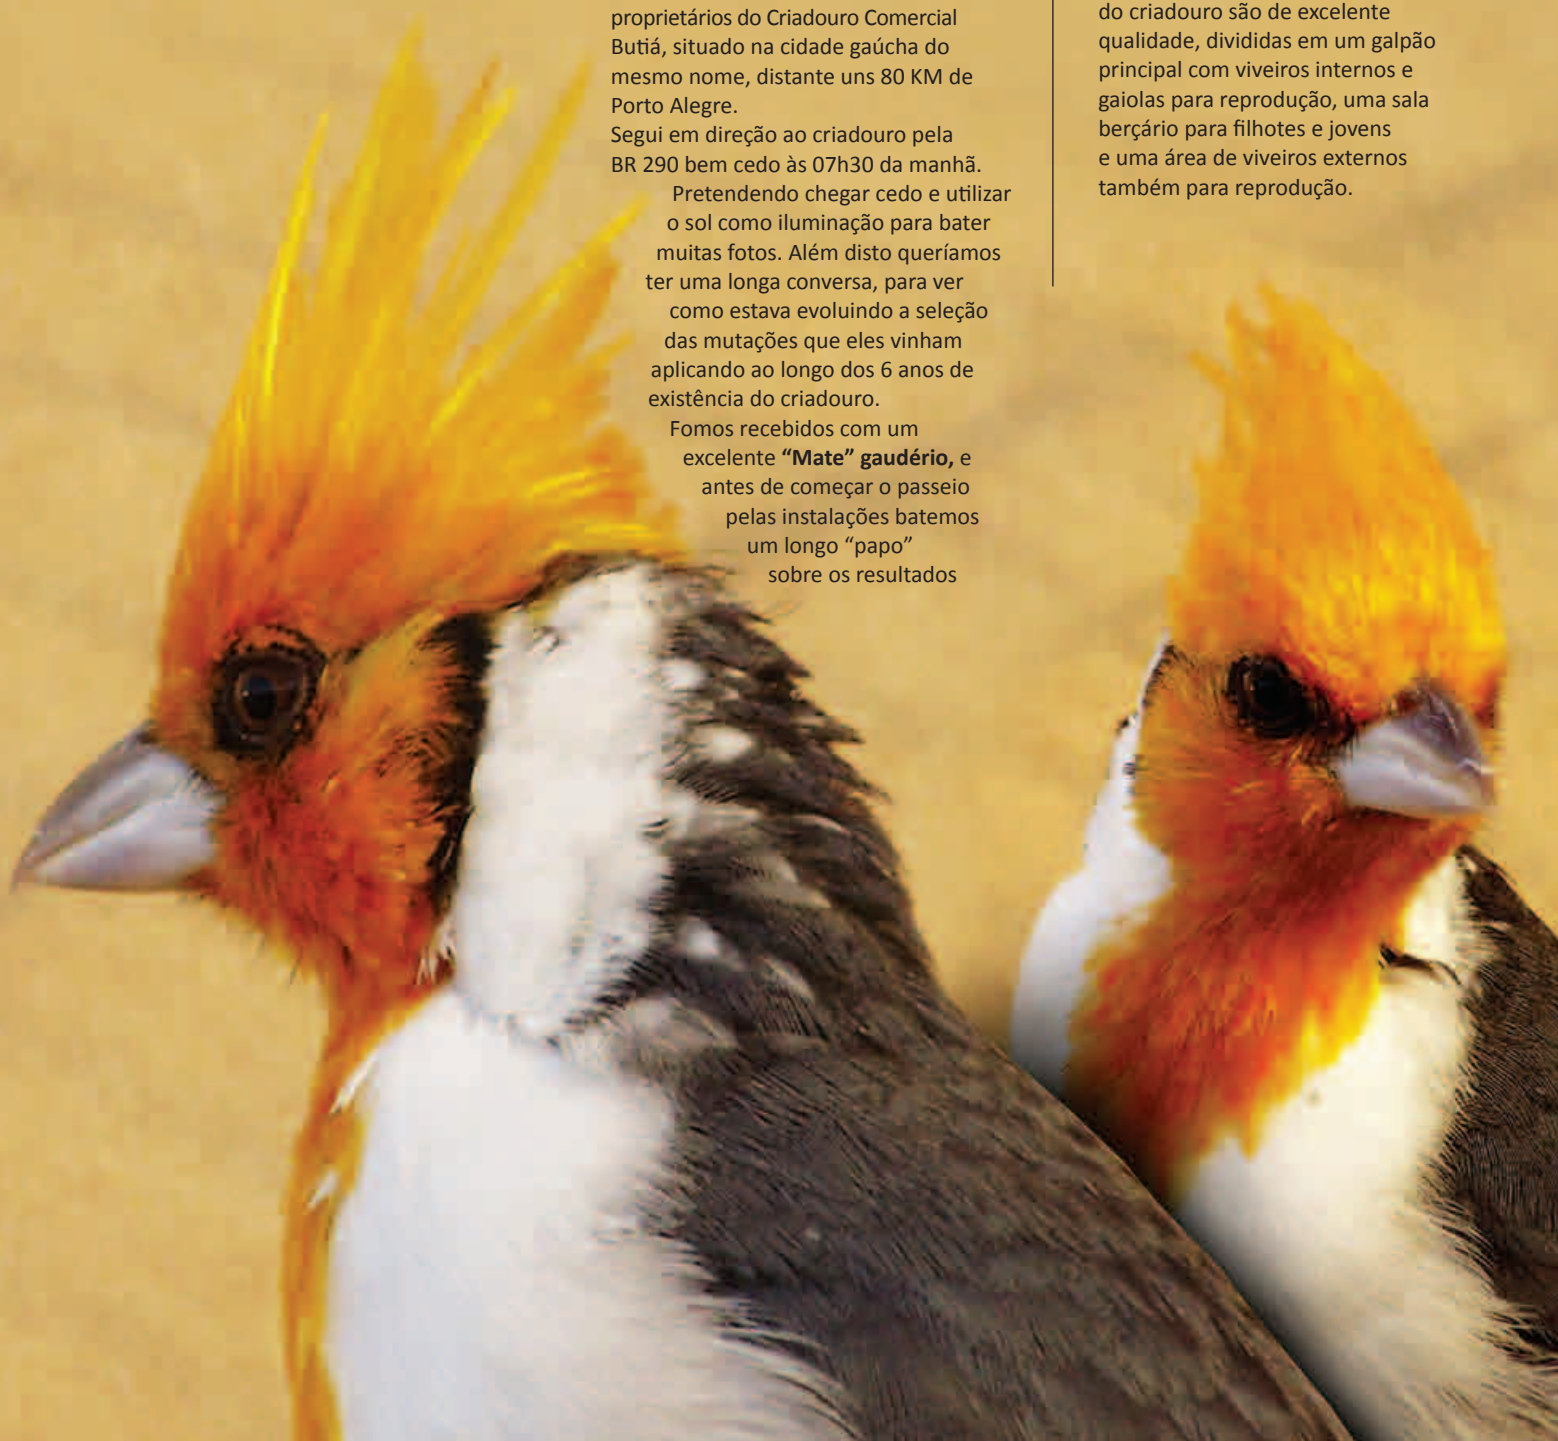 proprietários do Criadouro Comercial
Butiá, situado na cidade gaúcha do
mesmo nome, distante uns 80 KM de
Porto Alegre.
Segui em direção ao criadouro pela
BR 290 bem cedo às 07h30 da manhã.
Pretendendo chegar cedo e utilizar
o sol como iluminação para bater
muitas fotos. Além disto queríamos
ter uma longa conversa, para ver
como estava evoluindo a seleção
das mutações que eles vinham
aplicando ao longo dos 6 anos de
existência do criadouro.
Fomos recebidos com um
excelente “Mate” gaudério, e
antes de começar o passeio
pelas instalações batemos
um longo “papo”
sobre os resultados
do criadouro são de excelente
qualidade, divididas em um galpão
principal com viveiros internos e
gaiolas para reprodução, uma sala
berçário para filhotes e jovens
e uma área de viveiros externos
também para reprodução.